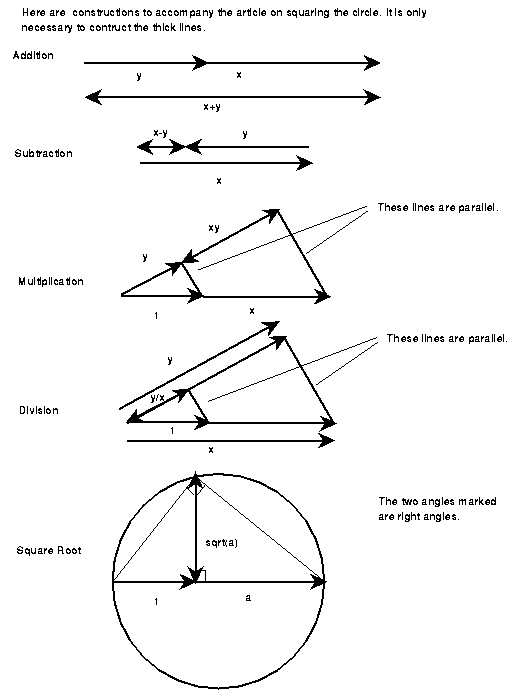 Here are constructions to accompany the article on squaring the circle. It is only
necessary to contruct the thick lines.
Addition
y
x
x+y
Subtraction
x-y
y
x
Multiplication
y
xy
These lines are parallel.
1
x
Division
y
y/x
These lines are parallel.
1
x
Square Root
sqrt(a)
The two angles marked
are right angles.
1
a